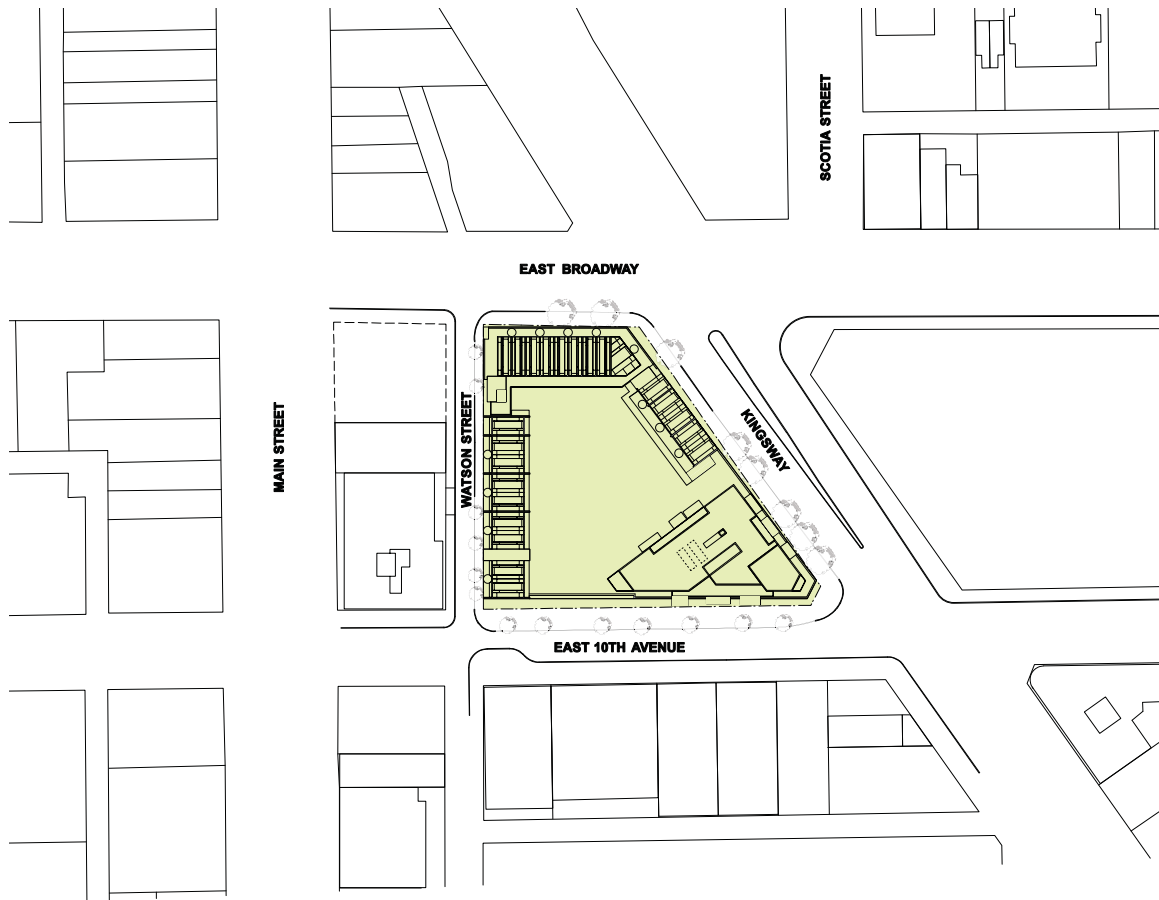 SCOTIA STREET
EAST BROADWAY
MAIN STREET
WATSON STREET
KINGSWAY
EAST 10TH AVENUE